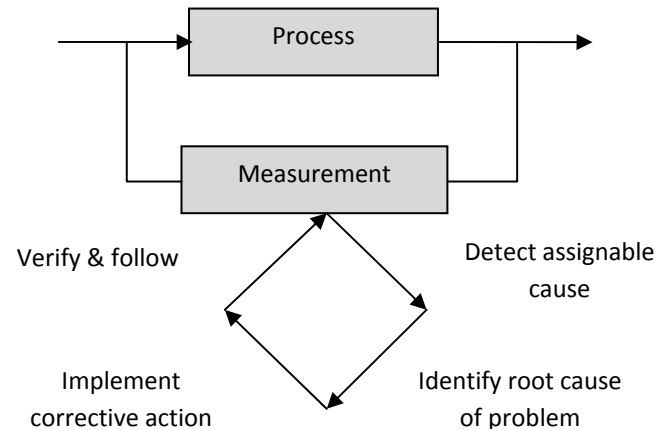 Process
Measurement
Verify & follow
Detect assignable
cause
Implement
corrective action
Identify root cause
of problem